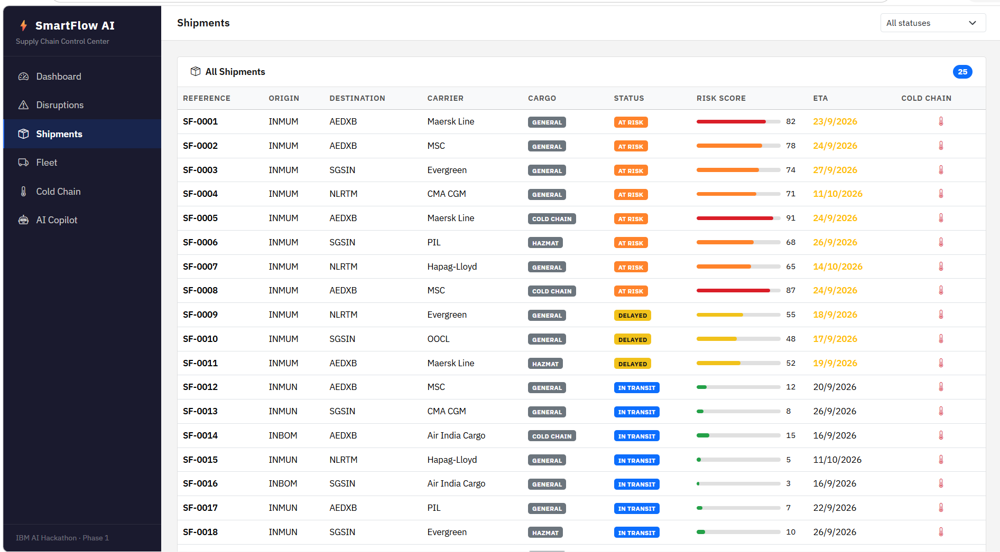 SmartFlow AI
Supply Chain Control Center
Dashboard
Disruptions
Shipments
Fleet
Cold Chain
AI Copilot
IBM AI Hackathon · Phase 1
Shipments
All statuses
All Shipments
25
REFERENCE ORIGIN DESTINATION CARRIER CARGO STATUS RISK SCORE ETA COLD CHAIN
SF-0001 INMUM AEDXB Maersk Line GENERAL AT RISK 82 23/9/2026
SF-0002 INMUM AEDXB MSC GENERAL AT RISK 78 24/9/2026
SF-0003 INMUM SGSIN Evergreen GENERAL AT RISK 74 27/9/2026
SF-0004 INMUM NLRTM CMA CGM GENERAL AT RISK 71 11/10/2026
SF-0005 INMUM AEDXB Maersk Line COLD CHAIN AT RISK 91 24/9/2026
SF-0006 INMUM SGSIN PIL HAZMAT AT RISK 68 26/9/2026
SF-0007 INMUM NLRTM Hapag-Lloyd GENERAL AT RISK 65 14/10/2026
SF-0008 INMUM AEDXB MSC COLD CHAIN AT RISK 87 24/9/2026
SF-0009 INMUM NLRTM Evergreen GENERAL DELAYED 55 18/9/2026
SF-0010 INMUM SGSIN OOCL GENERAL DELAYED 48 17/9/2026
SF-0011 INMUM AEDXB Maersk Line HAZMAT DELAYED 52 19/9/2026
SF-0012 INMUN AEDXB MSC GENERAL IN TRANSIT 12 20/9/2026
SF-0013 INMUN SGSIN CMA CGM GENERAL IN TRANSIT 8 26/9/2026
SF-0014 INBOM AEDXB Air India Cargo COLD CHAIN IN TRANSIT 15 16/9/2026
SF-0015 INMUN NLRTM Hapag-Lloyd GENERAL IN TRANSIT 5 11/10/2026
SF-0016 INBOM SGSIN Air India Cargo GENERAL IN TRANSIT 3 16/9/2026
SF-0017 INMUN AEDXB PIL GENERAL IN TRANSIT 7 22/9/2026
SF-0018 INMUN SGSIN Evergreen HAZMAT IN TRANSIT 10 26/9/2026